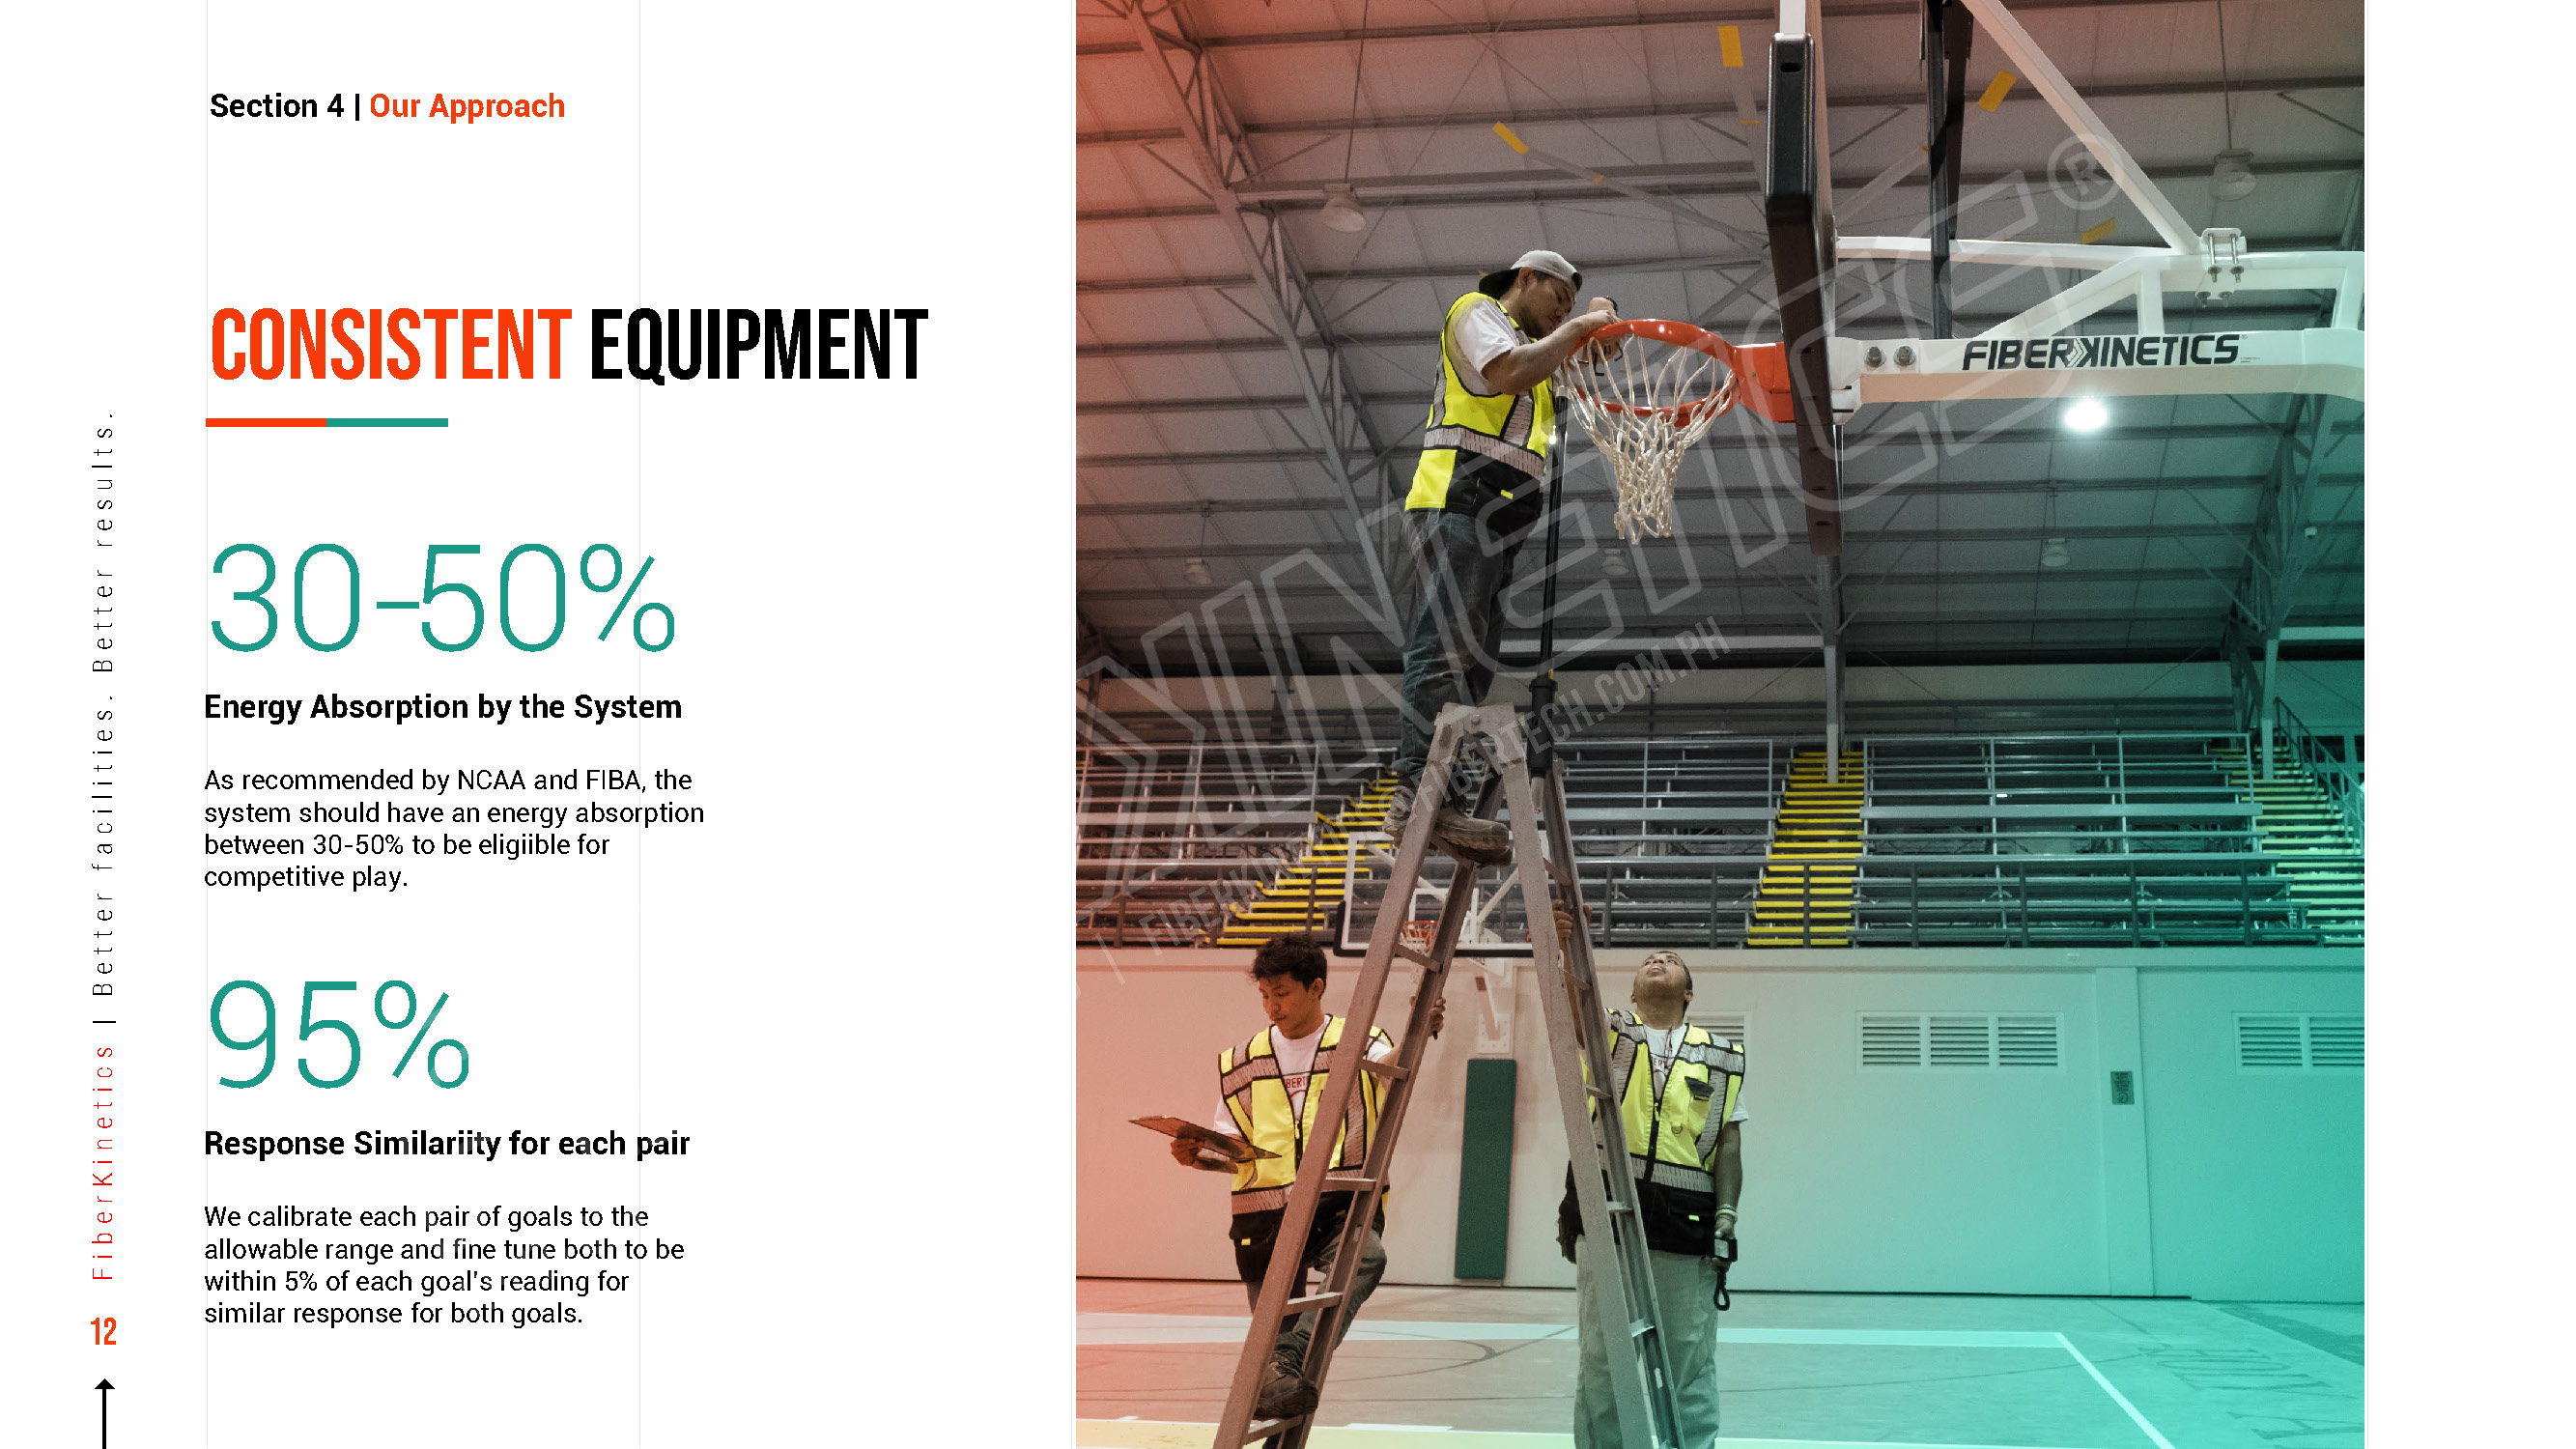 Section 4 | Our Approach
CONSISTENT EQUIPMENT
30-50%
Energy Absorption by the System
As recommended by NCAA and FIBA, the
system should have an energy absorption
between 30-50% to be eligiible for
competitive play.
95%
Response Similariity for each pair
We calibrate each pair of goals to the
allowable range and fine tune both to be
within 5% of each goal's reading for
similar response for both goals.
FiberKinetics | Better facilities. Better results.
12
FIBERKINETICS
KINETICS®
@FIBERTECH.COM.PH